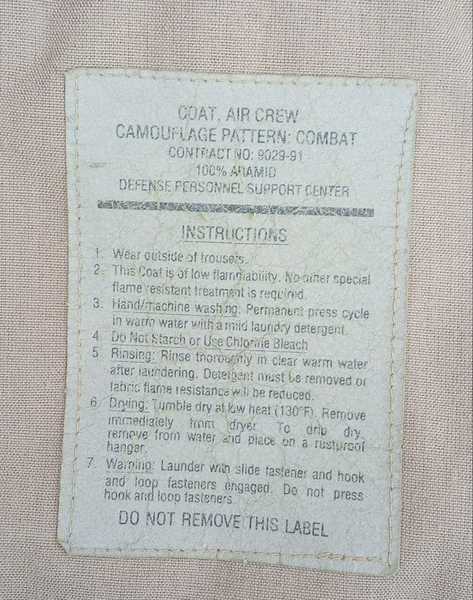 COAT, AIR CREW
CAMOUFLAGE PATTERN: COMBAT
CONTRACT NO: 9029-91
100% ARAMID
DEFENSE PERSONNEL SUPPORT CENTER
INSTRUCTIONS
1. Wear outside of trousers.
2. This Coat is of low flammability. No other special
flame resistant treatment is required.
3. Hand/machine washing: Permanent press cycle
in warm water with a mild laundry detergent.
4. Do Not Starch or Use Chlorine Bleach
5. Rinsing: Rinse thoroughly in clear warm water
after laundering. Detergent must be removed or
fabric flame resistance will be reduced.
6. Drying: Tumble dry at low heat (130°F). Remove
immediately from dryer. To drip dry,
remove from water and place on a rustproof
hanger.
7. Warning: Launder with slide fastener and hook
and loop fasteners engaged. Do not press
hook and loop fasteners.
DO NOT REMOVE THIS LABEL